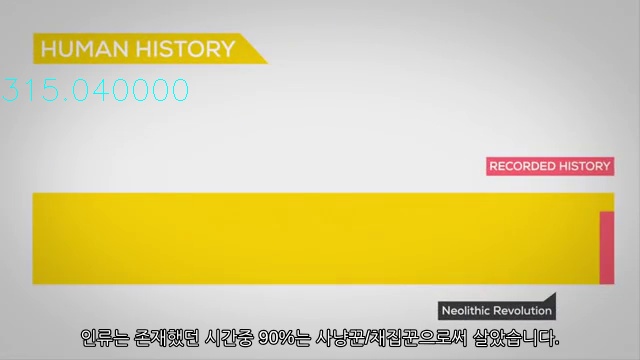 HUMAN HISTORY
315.040000
RECORDED HISTORY
Neolithic Revolution
인류는 존재했던 시간중 90%는 사냥꾼/채집꾼으로써 살았습니다.